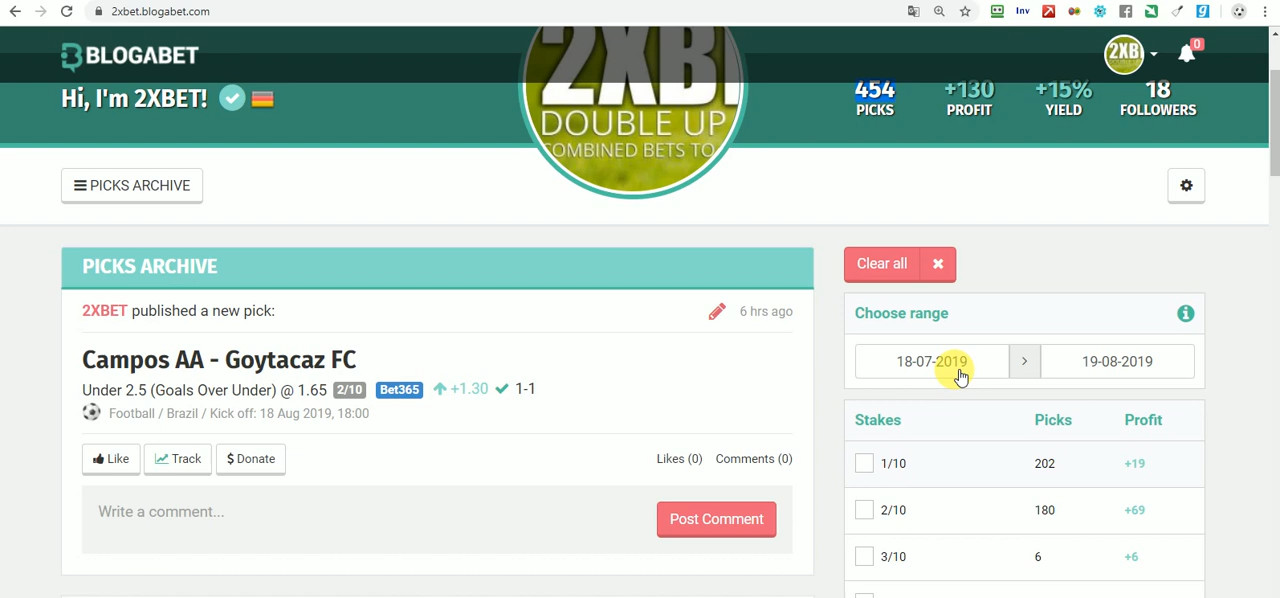 2xbet.blogabet.com
Inv
BLOGABET
2XB
0
Hi, I'm 2XBET!
2XB
DOUBLE UP
COMBINED BETS TO
454 +130 +15% 18
PICKS PROFIT YIELD FOLLOWERS
PICKS ARCHIVE
PICKS ARCHIVE
2XBET published a new pick: 6 hrs ago
Campos AA - Goytacaz FC
Under 2.5 (Goals Over Under) @ 1.65 2/10 Bet365 +1.30 1-1
Football / Brazil / Kick off: 18 Aug 2019, 18:00
Like Track $ Donate Likes (0) Comments (0)
Write a comment... Post Comment
Clear all
Choose range
18-07-2019 > 19-08-2019
Stakes Picks Profit
1/10 202 +19
2/10 180 +69
3/10 6 +6